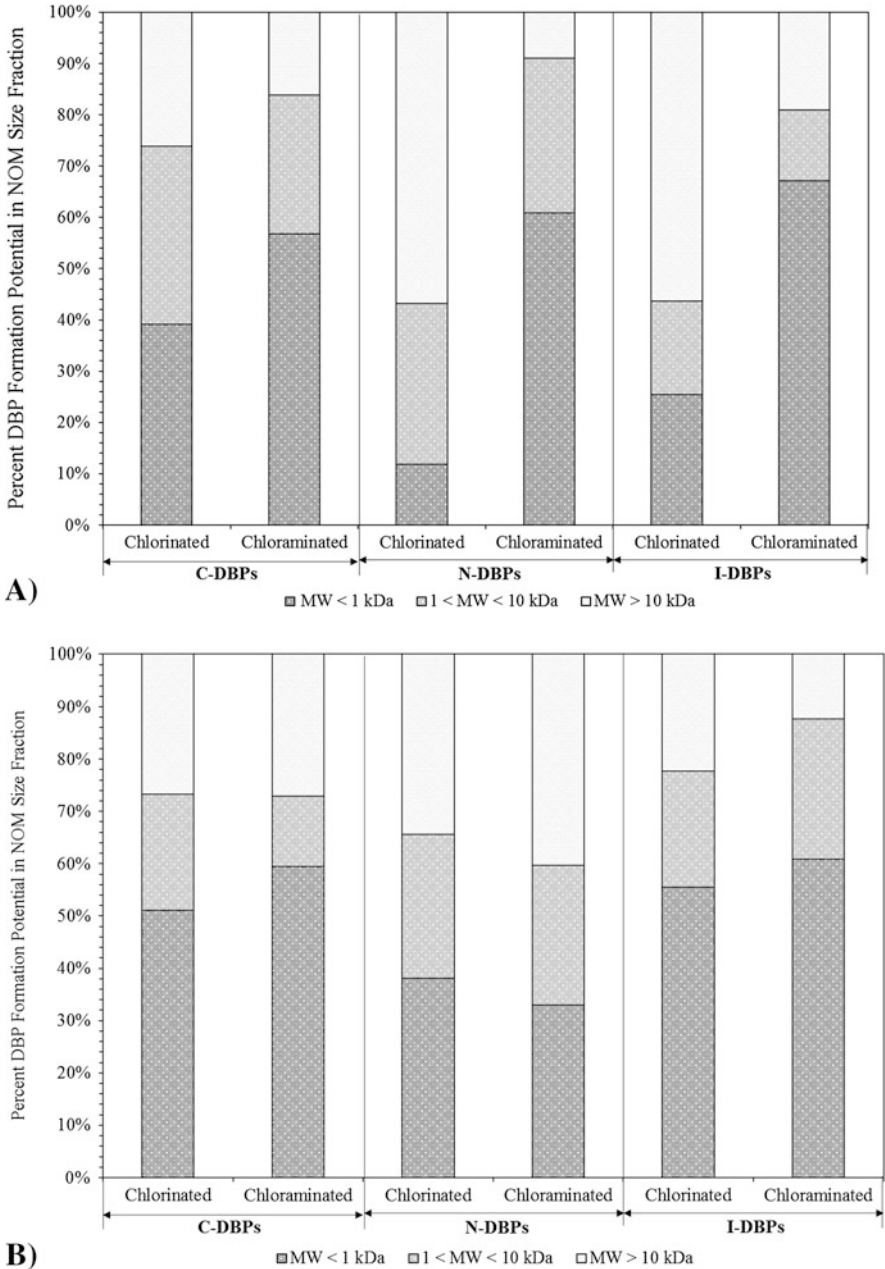 Percent DBP Formation Potential in NOM Size Fraction
100%
90%
80%
70%
60%
50%
40%
30%
20%
10%
0%
Chlorinated Chloraminated Chlorinated Chloraminated Chlorinated Chloraminated
C-DBPs N-DBPs I-DBPs
A)
MW < 1 kDa 1 < MW < 10 kDa MW > 10 kDa
Percent DBP Formation Potential in NOM Size Fraction
100%
90%
80%
70%
60%
50%
40%
30%
20%
10%
0%
Chlorinated Chloraminated Chlorinated Chloraminated Chlorinated Chloraminated
C-DBPs N-DBPs I-DBPs
B)
MW < 1 kDa 1 < MW < 10 kDa MW > 10 kDa